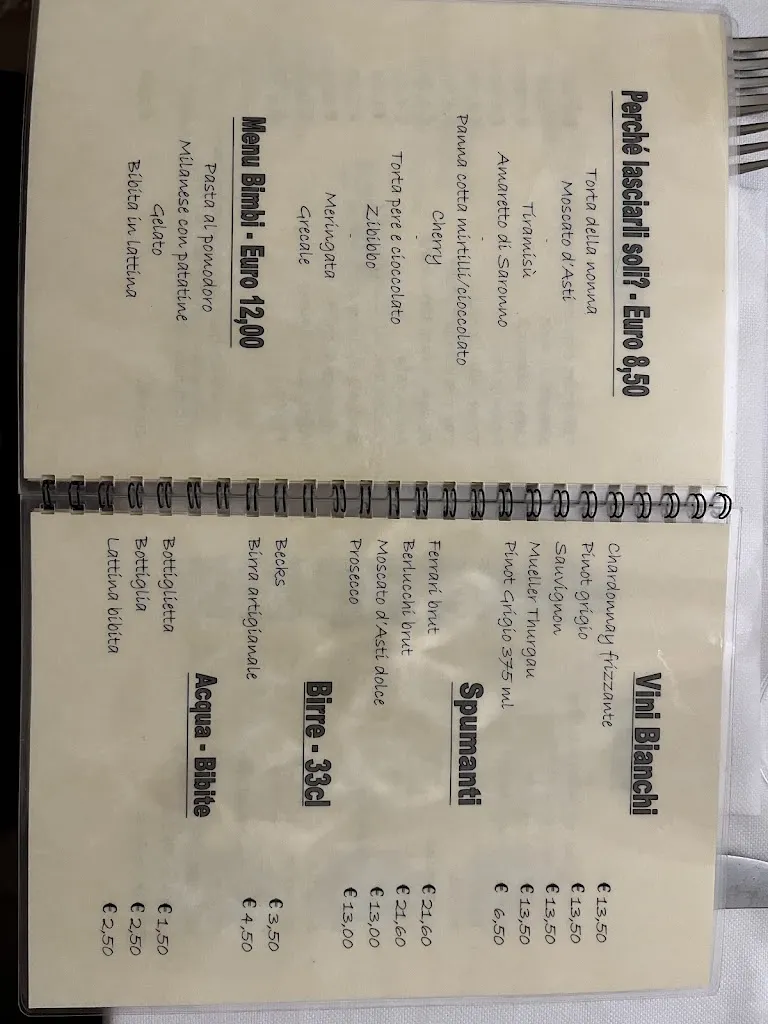 Perché lasciarli soli? - Euro 8,50
Torta della nonna
Moscato d'Asti
.
Tiramisù
Amaretto di Saronno
.
Panna cotta mirtilli/cioccolato
Cherry
.
Torta pere e cioccolato
Zibibbo
.
Meringata
Grecale
Menu Bimbi - Euro 12,00
Pasta al pomodoro
Milanese con patatine
Gelato
Bibita in lattina
Vini Bianchi
Chardonnay frizzante € 13,50
Pinot grigio € 13,50
Sauvignon € 13,50
Mueller Thurgau € 13,50
Pinot Grigio 375 ml € 6,50
Spumanti
Ferrari brut € 21,60
Berlucchi brut € 21,60
Moscato d'Asti dolce € 13,00
Prosecco € 13,00
Birre - 33cl
Becks € 3,50
Birra artigianale € 4,50
Acqua - Bibite
Bottiglietta € 1,50
Bottiglia € 2,50
Lattina bibita € 2,50